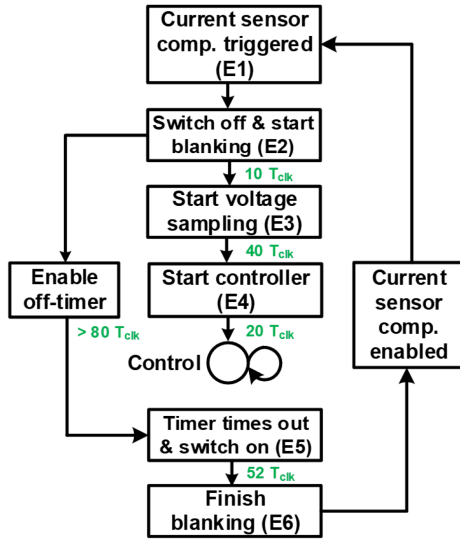 Current sensor
comp. triggered
(E1)
Switch off & start
blanking (E2)
10 Tclk
Start voltage
sampling (E3)
40 Tclk
Enable
off-timer
Start controller
(E4)
Current
sensor
comp.
enabled
> 80 Tclk
20 Tclk
Control
Timer times out
& switch on (E5)
52 Tclk
Finish
blanking (E6)